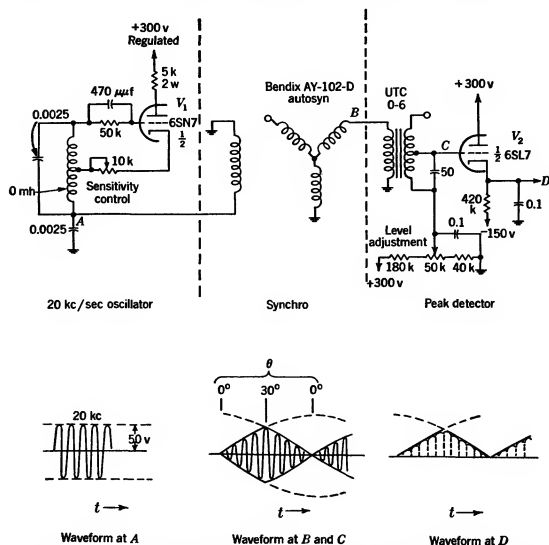 +300 v
Regulated
5 k
2 w
470 μμf
V1
0.0025
6SN7
50 k
1/2
10 k
0 mh
Sensitivity
control
A
0.0025
20 kc/sec oscillator
Bendix AY-102-D
autosyn
B
Synchro
UTC
0-6
+300 v
C
V2
1/2 6SL7
50
D
420
k
0.1
0.1
−150 v
Level
adjustment
180 k
50 k
40 k
+300 v
Peak detector
20 kc
50 v
t
Waveform at A
θ
0°
30°
0°
t
Waveform at B and C
t
Waveform at D